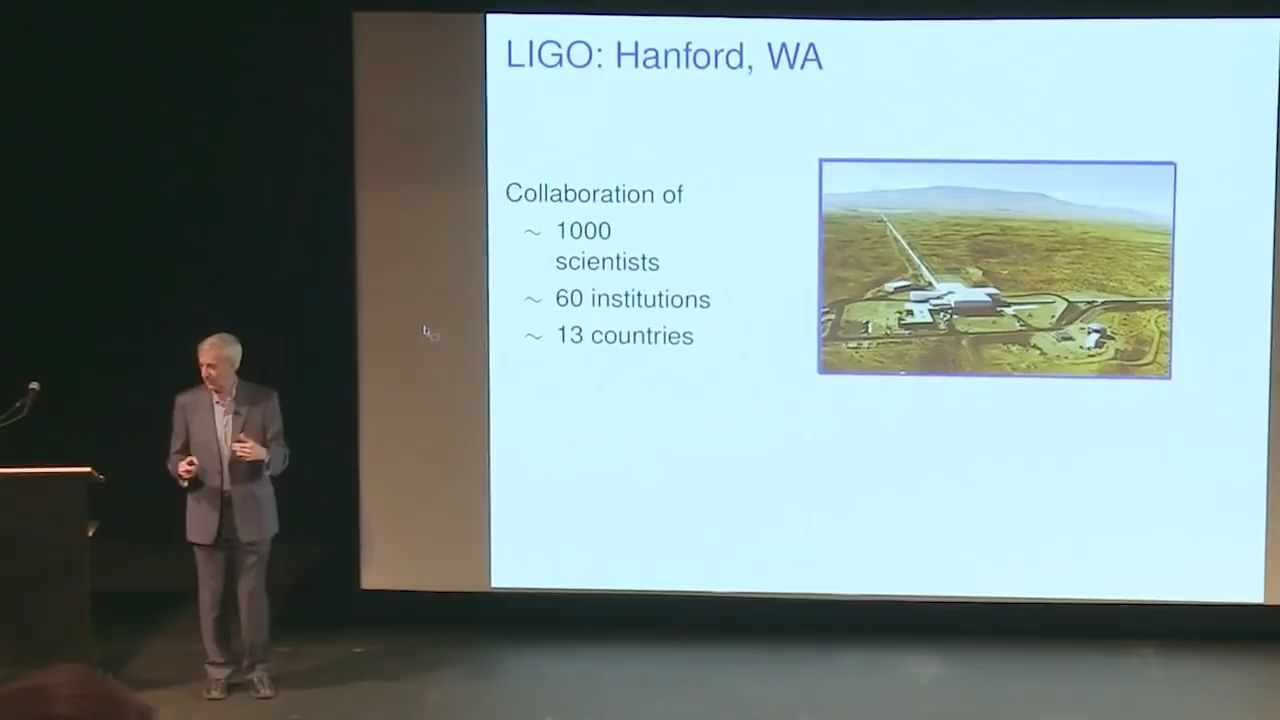 LIGO: Hanford, WA
Collaboration of
~ 1000
scientists
~ 60 institutions
~ 13 countries